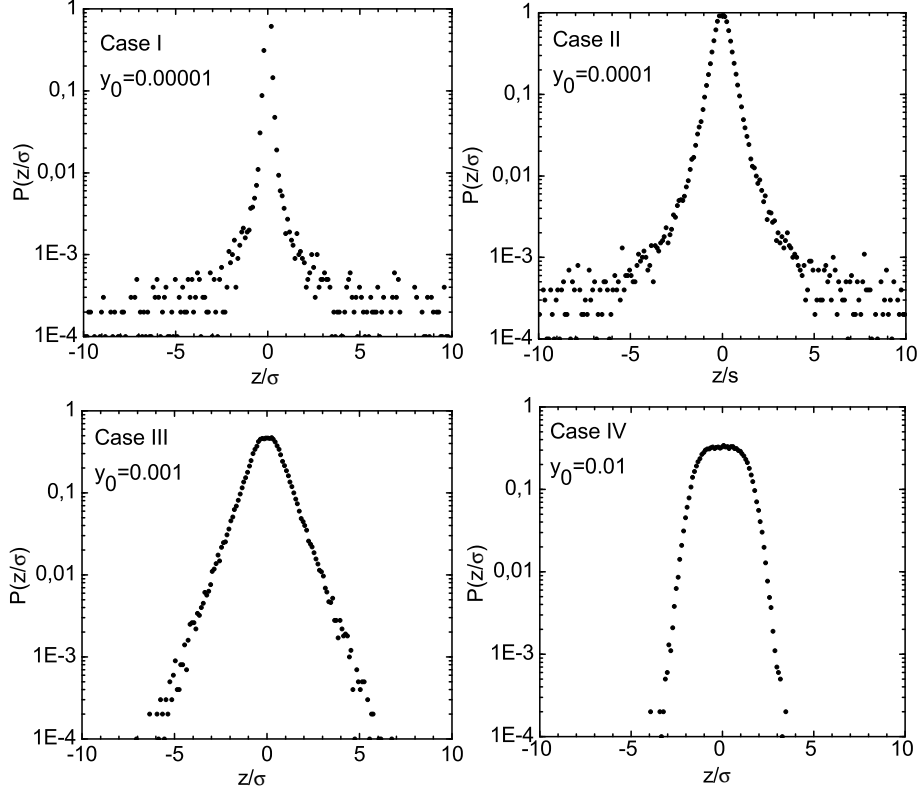 1
Case I
y0=0.00001
0,1
P(z/σ)
0,01
1E-3
1E-4
-10
-5
0
5
10
z/σ
1
Case II
y0=0.0001
0,1
P(z/σ)
0,01
1E-3
1E-4
-10
-5
0
5
10
z/s
1
Case III
y0=0.001
0,1
P(z/σ)
0,01
1E-3
1E-4
-10
-5
0
5
10
z/σ
1
Case IV
y0=0.01
0,1
P(z/σ)
0,01
1E-3
1E-4
-10
-5
0
5
10
z/σ